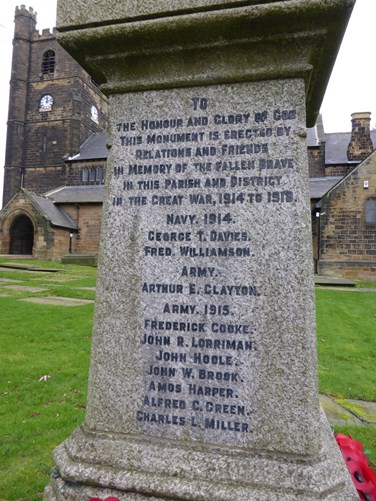 TO
THE HONOUR AND GLORY OF GOD
THIS MONUMENT IS ERECTED BY
RELATIONS AND FRIENDS
IN MEMORY OF THE FALLEN BRAVE
IN THIS PARISH AND DISTRICT
IN THE GREAT WAR, 1914 TO 1918.
NAVY. 1914.
GEORGE T. DAVIES.
FRED. WILLIAMSON.
ARMY.
ARTHUR E. CLAYTON.
ARMY. 1915.
FREDERICK COOKE.
JOHN R. LORRIMAN.
JOHN HOOLE.
JOHN W. BROOK.
AMOS HARPER.
ALFRED C. GREEN.
CHARLES L. MILLER.